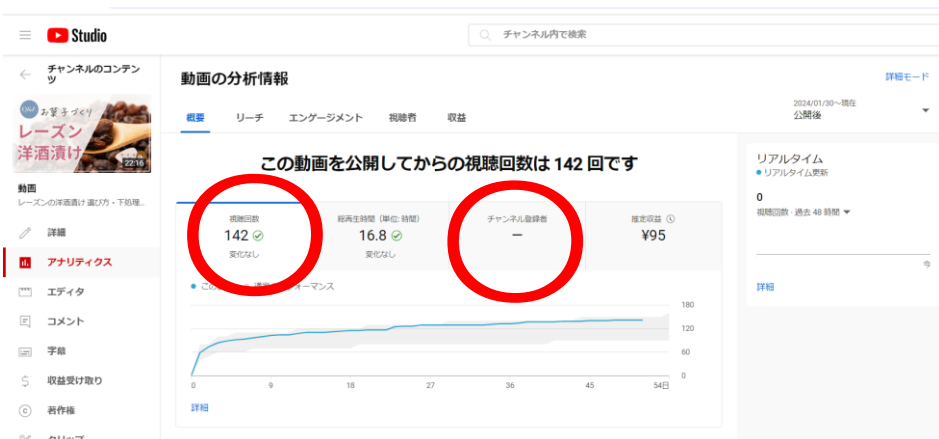 Studio
チャンネル内で検索
チャンネルのコンテン
ツ
お菓子づくり
レーズン
洋酒漬け
22:16
動画
レーズンの洋酒漬け 選び方・下処理...
詳細
アナリティクス
エディタ
コメント
字幕
収益受け取り
著作権
クリップ
動画の分析情報
詳細モード
概要 リーチ エンゲージメント 視聴者 収益
2024/01/30～現在
公開後
この動画を公開してからの視聴回数は 142 回です
視聴回数
142
変化なし
総再生時間（単位: 時間）
16.8
変化なし
チャンネル登録者
—
推定収益
¥95
この
ォーマンス
180
120
60
0
0 9 18 27 36 45 54日
詳細
リアルタイム
リアルタイム更新
0
視聴回数 · 過去 48 時間
今
詳細